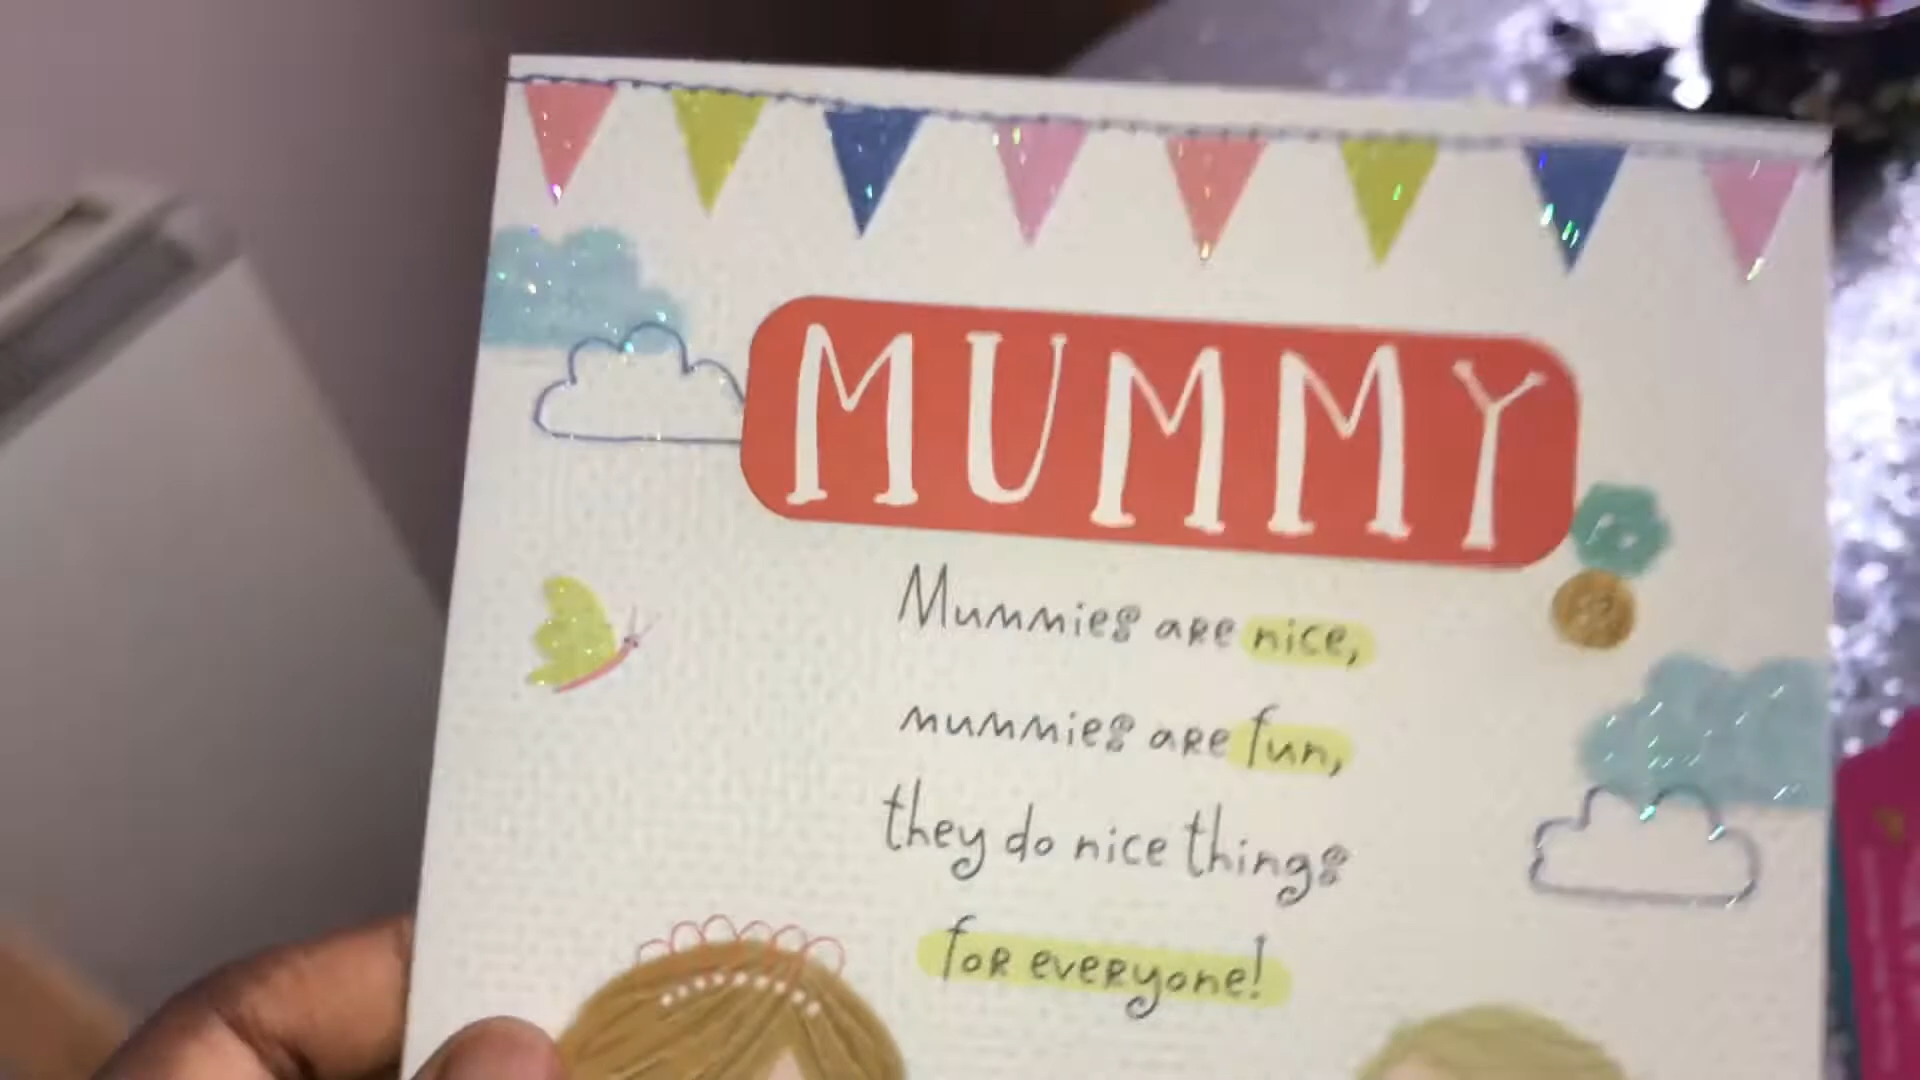 MUMMY
Mummies are nice,
mummies are fun,
they do nice things
for everyone!